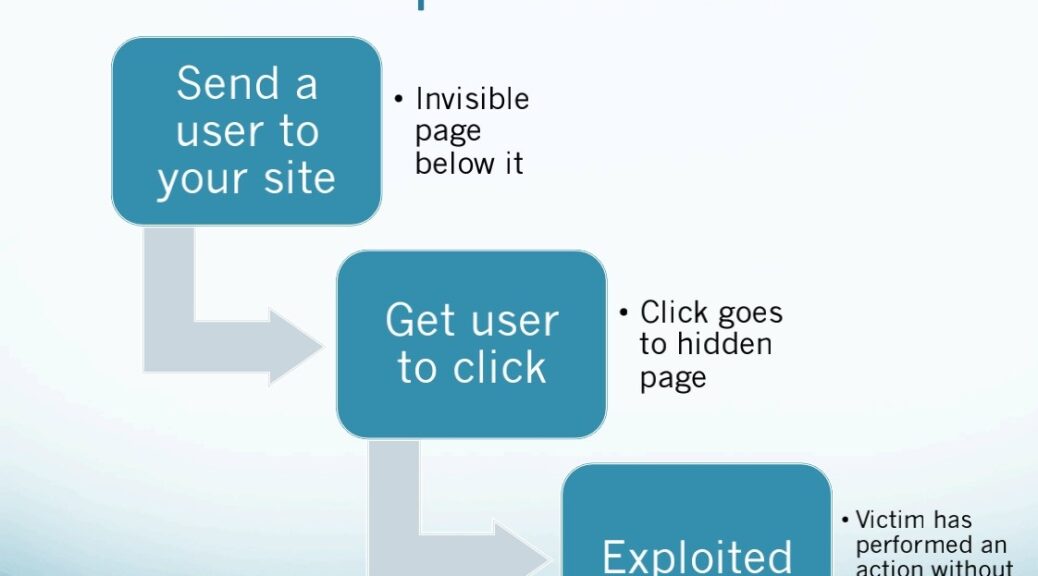 Send a
user to
your site
• Invisible
page
below it
Get user
to click
• Click goes
to hidden
page
Exploited
• Victim has
performed an
action without